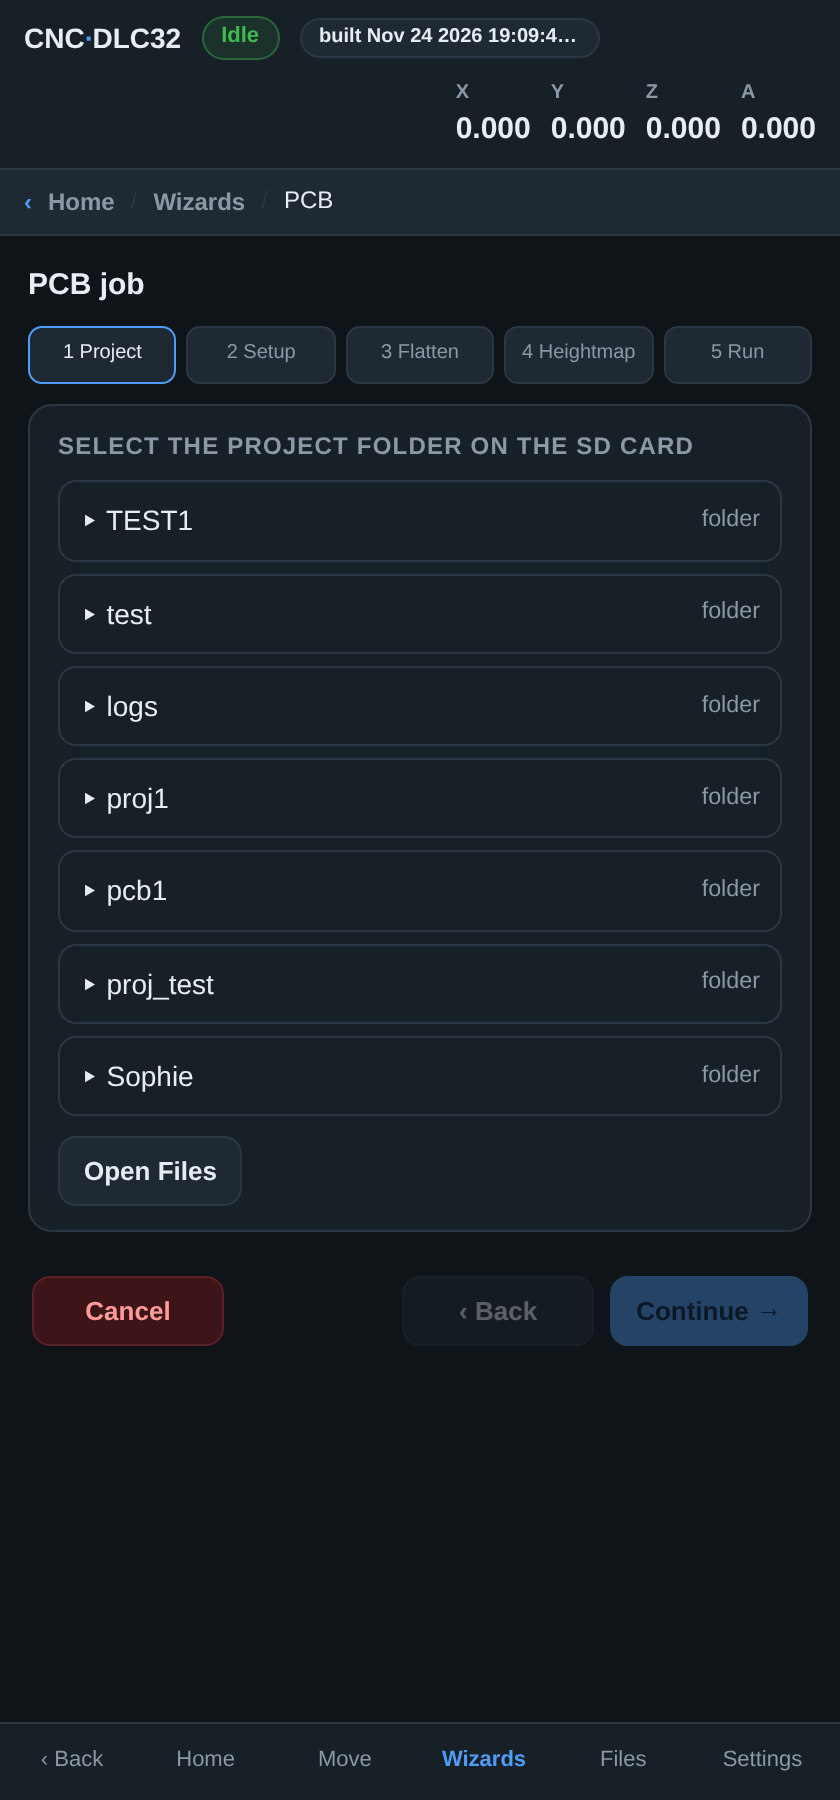 CNC·DLC32 Idle built Nov 24 2026 19:09:4…
X Y Z A
0.000 0.000 0.000 0.000
‹ Home / Wizards / PCB
PCB job
1 Project 2 Setup 3 Flatten 4 Heightmap 5 Run
SELECT THE PROJECT FOLDER ON THE SD CARD
TEST1 folder
test folder
logs folder
proj1 folder
pcb1 folder
proj_test folder
Sophie folder
Open Files
Cancel ‹ Back Continue →
‹ Back Home Move Wizards Files Settings